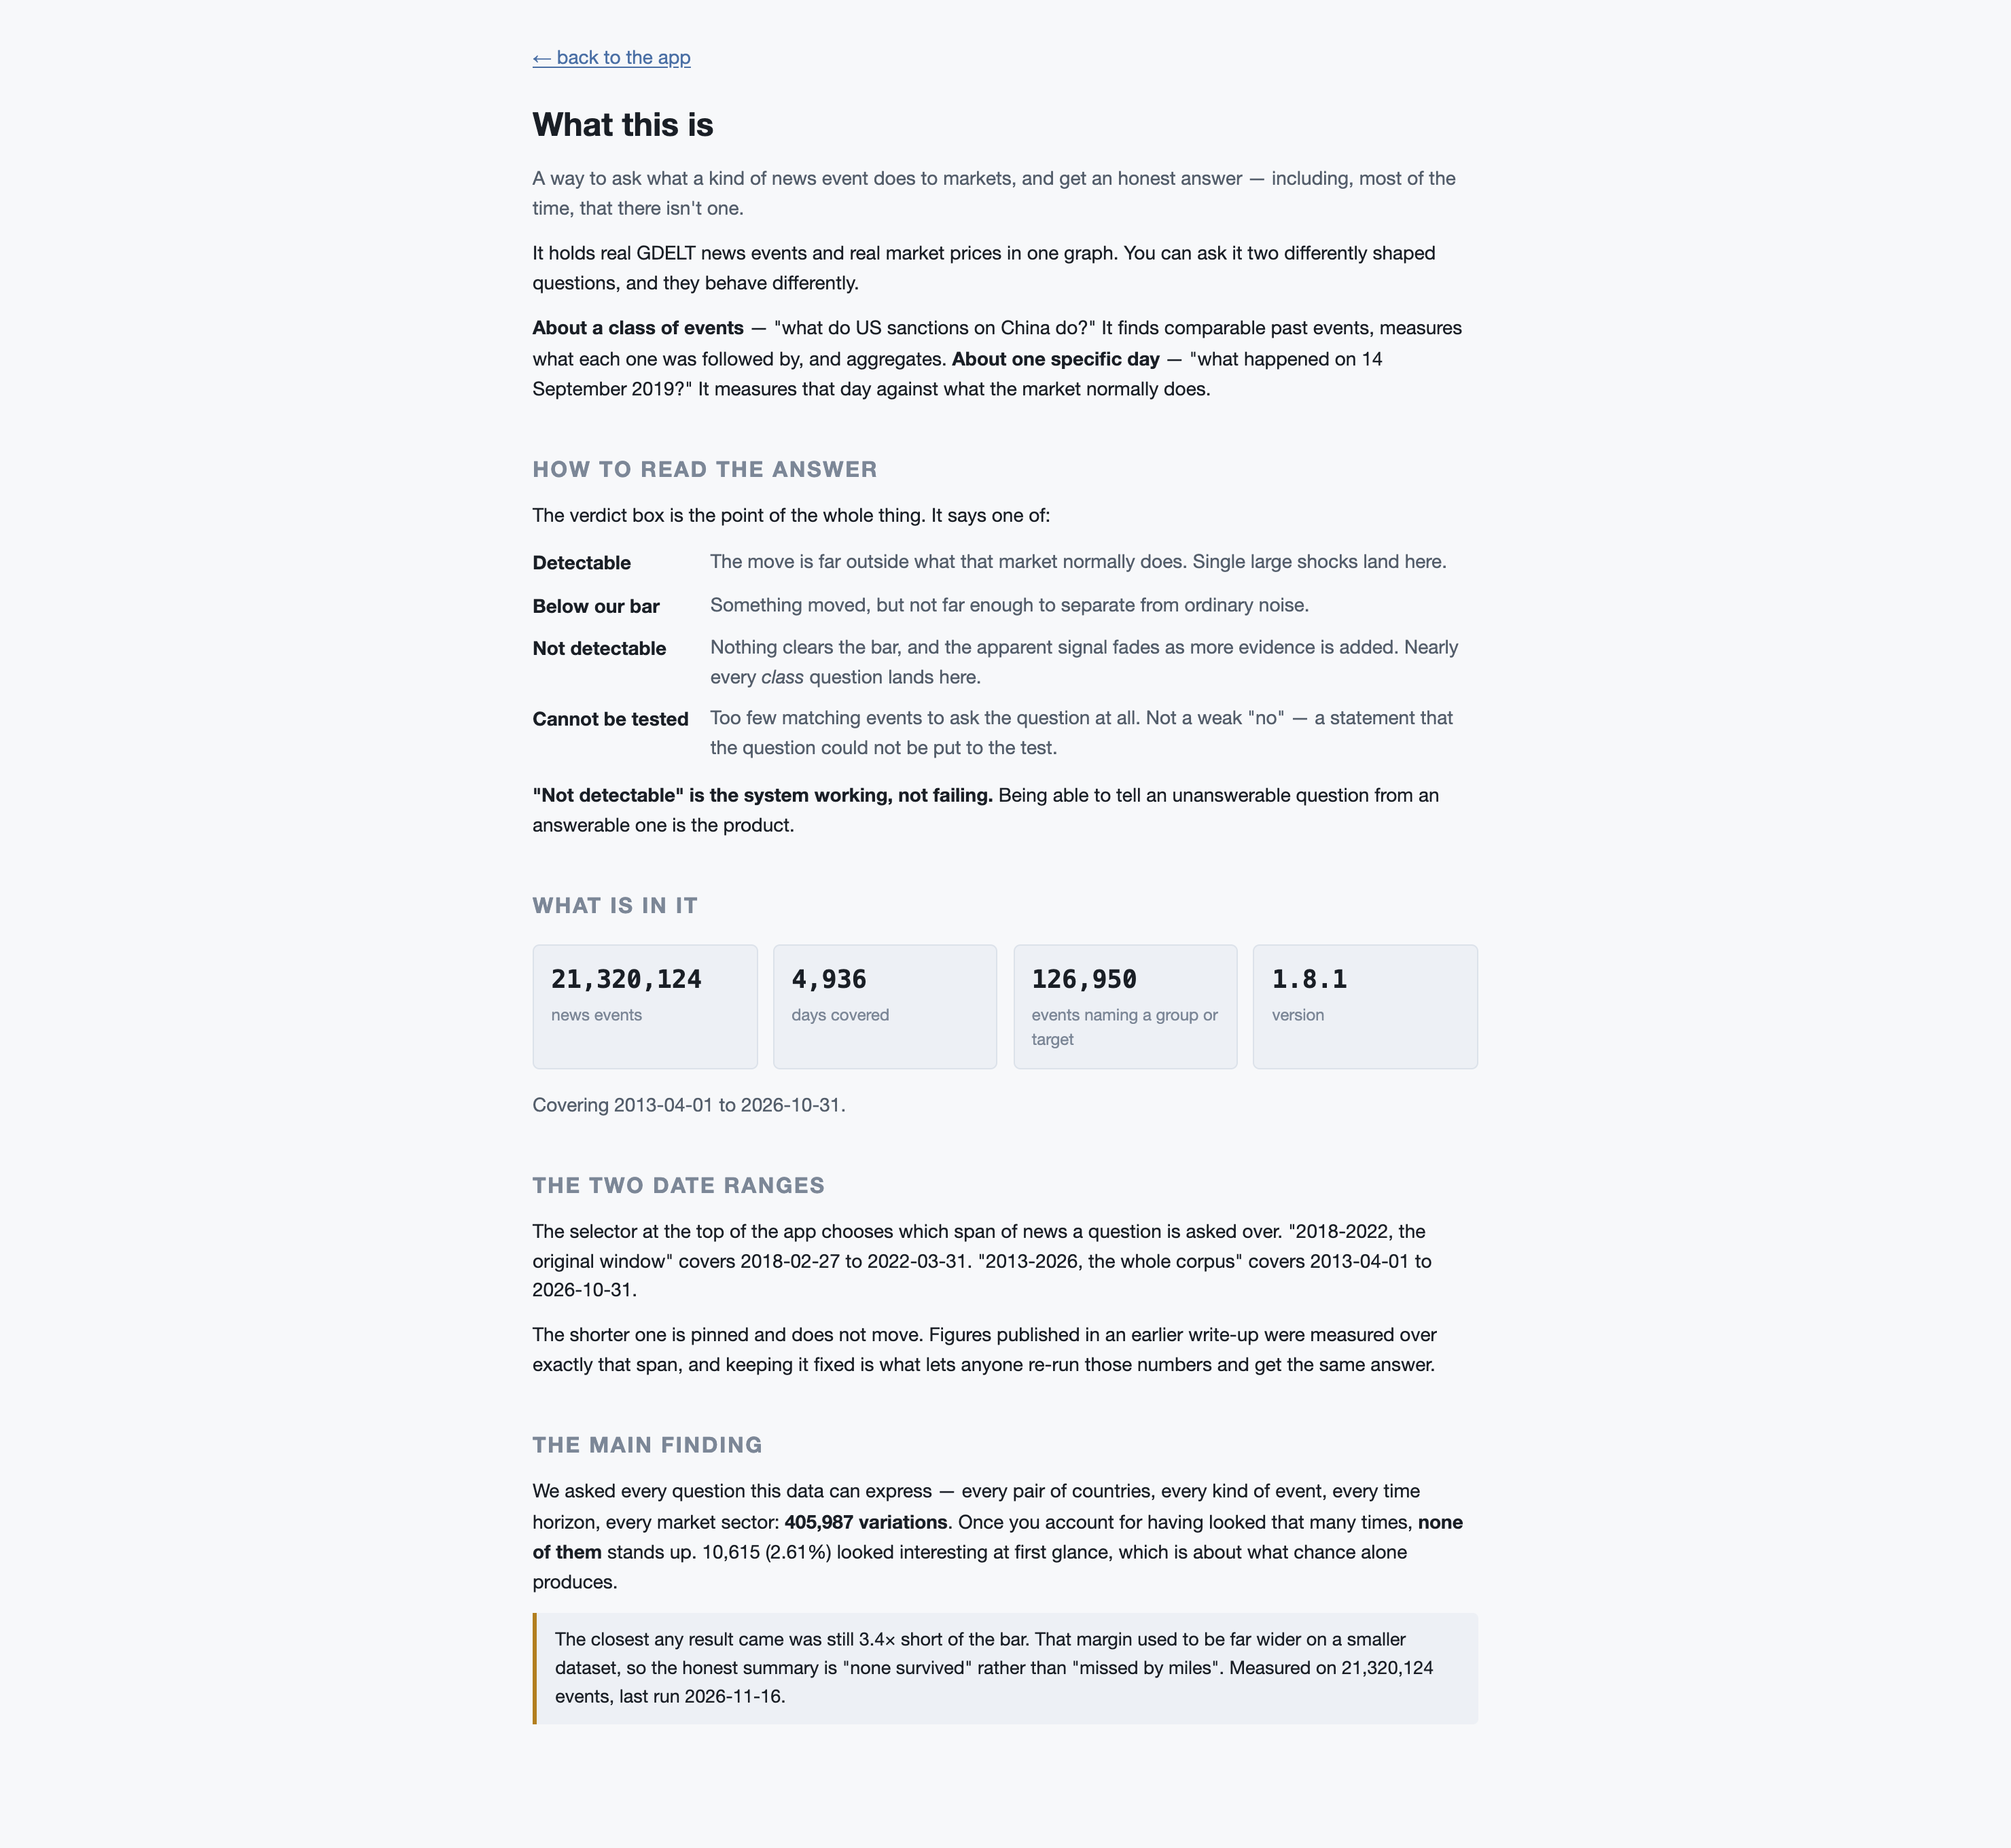 ← back to the app
What this is
A way to ask what a kind of news event does to markets, and get an honest answer — including, most of the
time, that there isn't one.
It holds real GDELT news events and real market prices in one graph. You can ask it two differently shaped
questions, and they behave differently.
About a class of events — "what do US sanctions on China do?" It finds comparable past events, measures
what each one was followed by, and aggregates. About one specific day — "what happened on 14
September 2019?" It measures that day against what the market normally does.
HOW TO READ THE ANSWER
The verdict box is the point of the whole thing. It says one of:
Detectable The move is far outside what that market normally does. Single large shocks land here.
Below our bar Something moved, but not far enough to separate from ordinary noise.
Not detectable Nothing clears the bar, and the apparent signal fades as more evidence is added. Nearly
every class question lands here.
Cannot be tested Too few matching events to ask the question at all. Not a weak "no" — a statement that
the question could not be put to the test.
"Not detectable" is the system working, not failing. Being able to tell an unanswerable question from an
answerable one is the product.
WHAT IS IN IT
21,320,124
news events
4,936
days covered
126,950
events naming a group or
target
1.8.1
version
Covering 2013-04-01 to 2026-10-31.
THE TWO DATE RANGES
The selector at the top of the app chooses which span of news a question is asked over. "2018-2022, the
original window" covers 2018-02-27 to 2022-03-31. "2013-2026, the whole corpus" covers 2013-04-01 to
2026-10-31.
The shorter one is pinned and does not move. Figures published in an earlier write-up were measured over
exactly that span, and keeping it fixed is what lets anyone re-run those numbers and get the same answer.
THE MAIN FINDING
We asked every question this data can express — every pair of countries, every kind of event, every time
horizon, every market sector: 405,987 variations. Once you account for having looked that many times, none
of them stands up. 10,615 (2.61%) looked interesting at first glance, which is about what chance alone
produces.
The closest any result came was still 3.4× short of the bar. That margin used to be far wider on a smaller
dataset, so the honest summary is "none survived" rather than "missed by miles". Measured on 21,320,124
events, last run 2026-11-16.